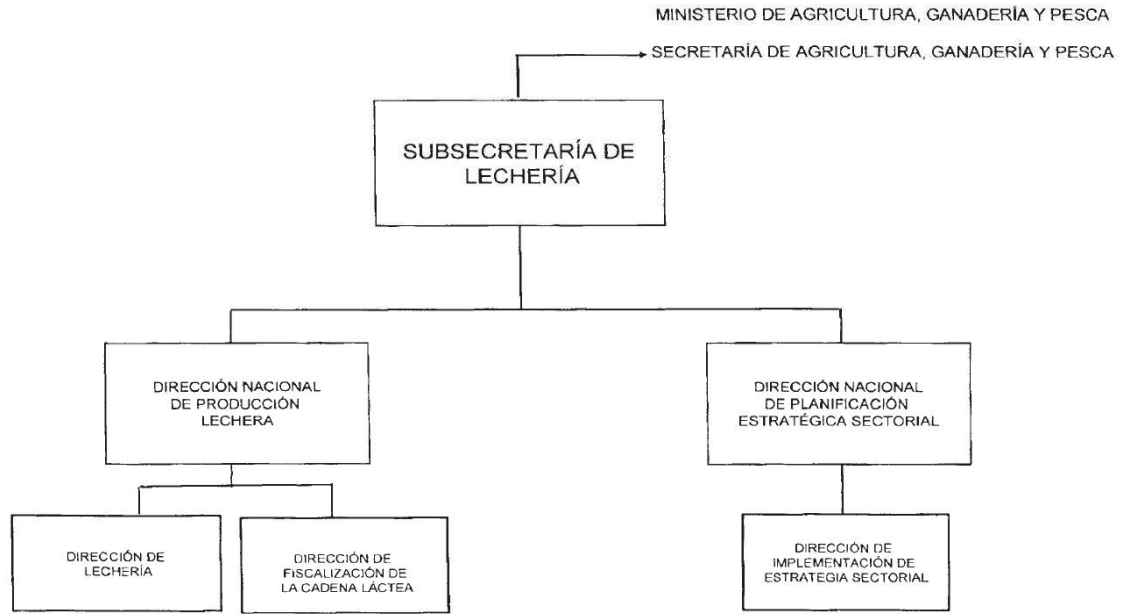 MINISTERIO DE AGRICULTURA, GANADERÍA Y PESCA
SECRETARÍA DE AGRICULTURA, GANADERÍA Y PESCA
SUBSECRETARÍA DE
LECHERÍA
DIRECCIÓN NACIONAL
DE PRODUCCIÓN
LECHERA
DIRECCIÓN NACIONAL
DE PLANIFICACIÓN
ESTRATÉGICA SECTORIAL
DIRECCIÓN DE
LECHERÍA
DIRECCIÓN DE
FISCALIZACIÓN DE
LA CADENA LÁCTEA
DIRECCIÓN DE
IMPLEMENTACIÓN DE
ESTRATEGIA SECTORIAL